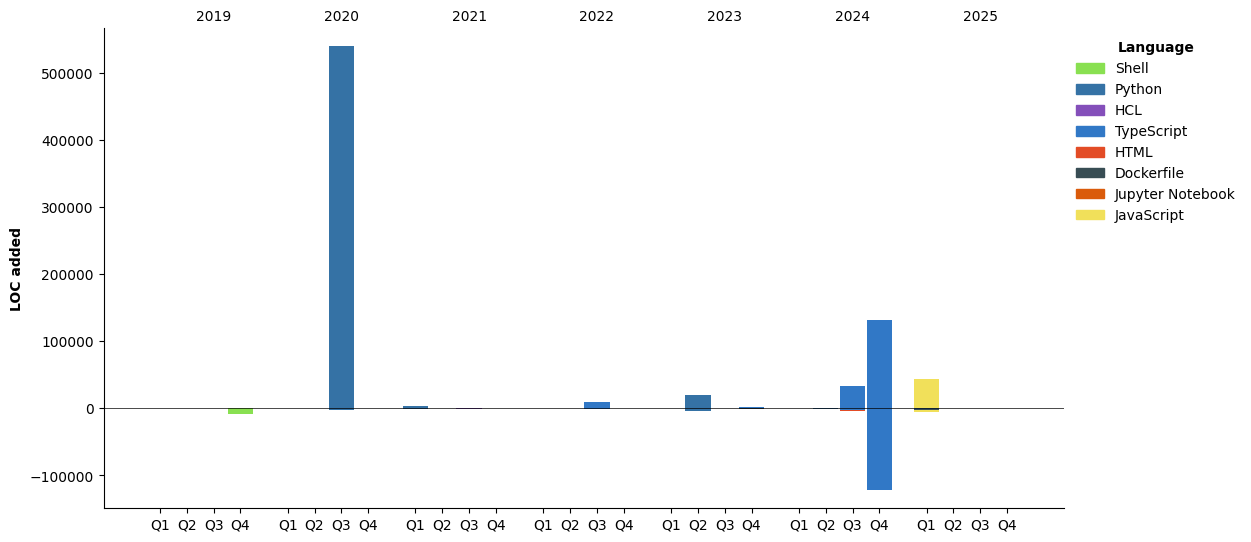 2019 2020 2021 2022 2023 2024 2025
Language
Shell
Python
HCL
TypeScript
HTML
Dockerfile
Jupyter Notebook
JavaScript
LOC added
500000
400000
300000
200000
100000
0
−100000
Q1 Q2 Q3 Q4 Q1 Q2 Q3 Q4 Q1 Q2 Q3 Q4 Q1 Q2 Q3 Q4 Q1 Q2 Q3 Q4 Q1 Q2 Q3 Q4 Q1 Q2 Q3 Q4